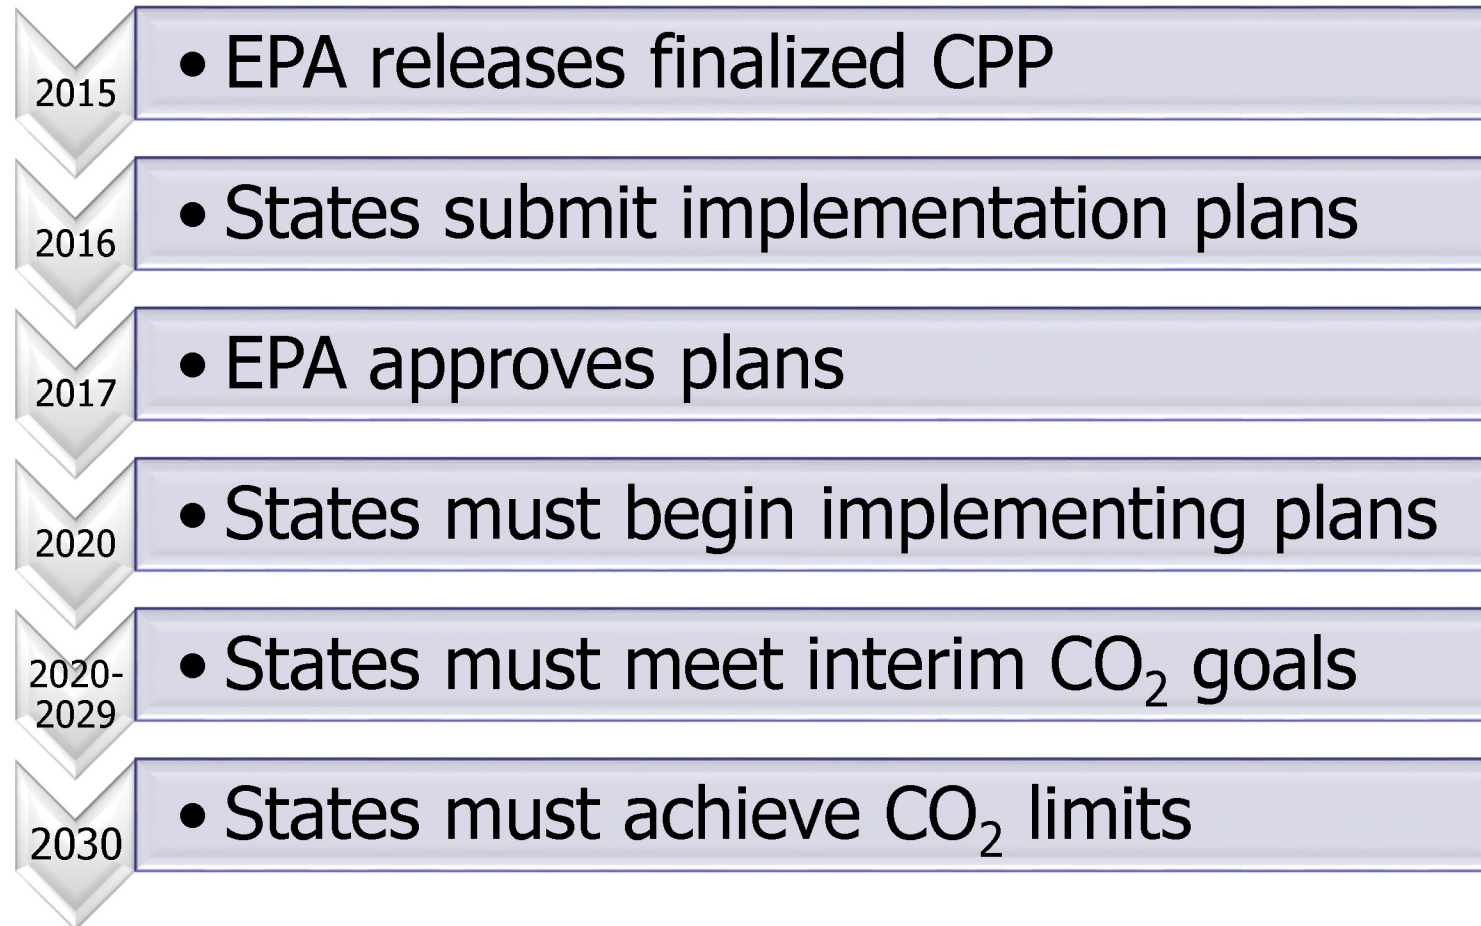 2015
• EPA releases finalized CPP
2016
• States submit implementation plans
2017
• EPA approves plans
2020
• States must begin implementing plans
2020-
2029
• States must meet interim CO₂ goals
2030
• States must achieve CO₂ limits